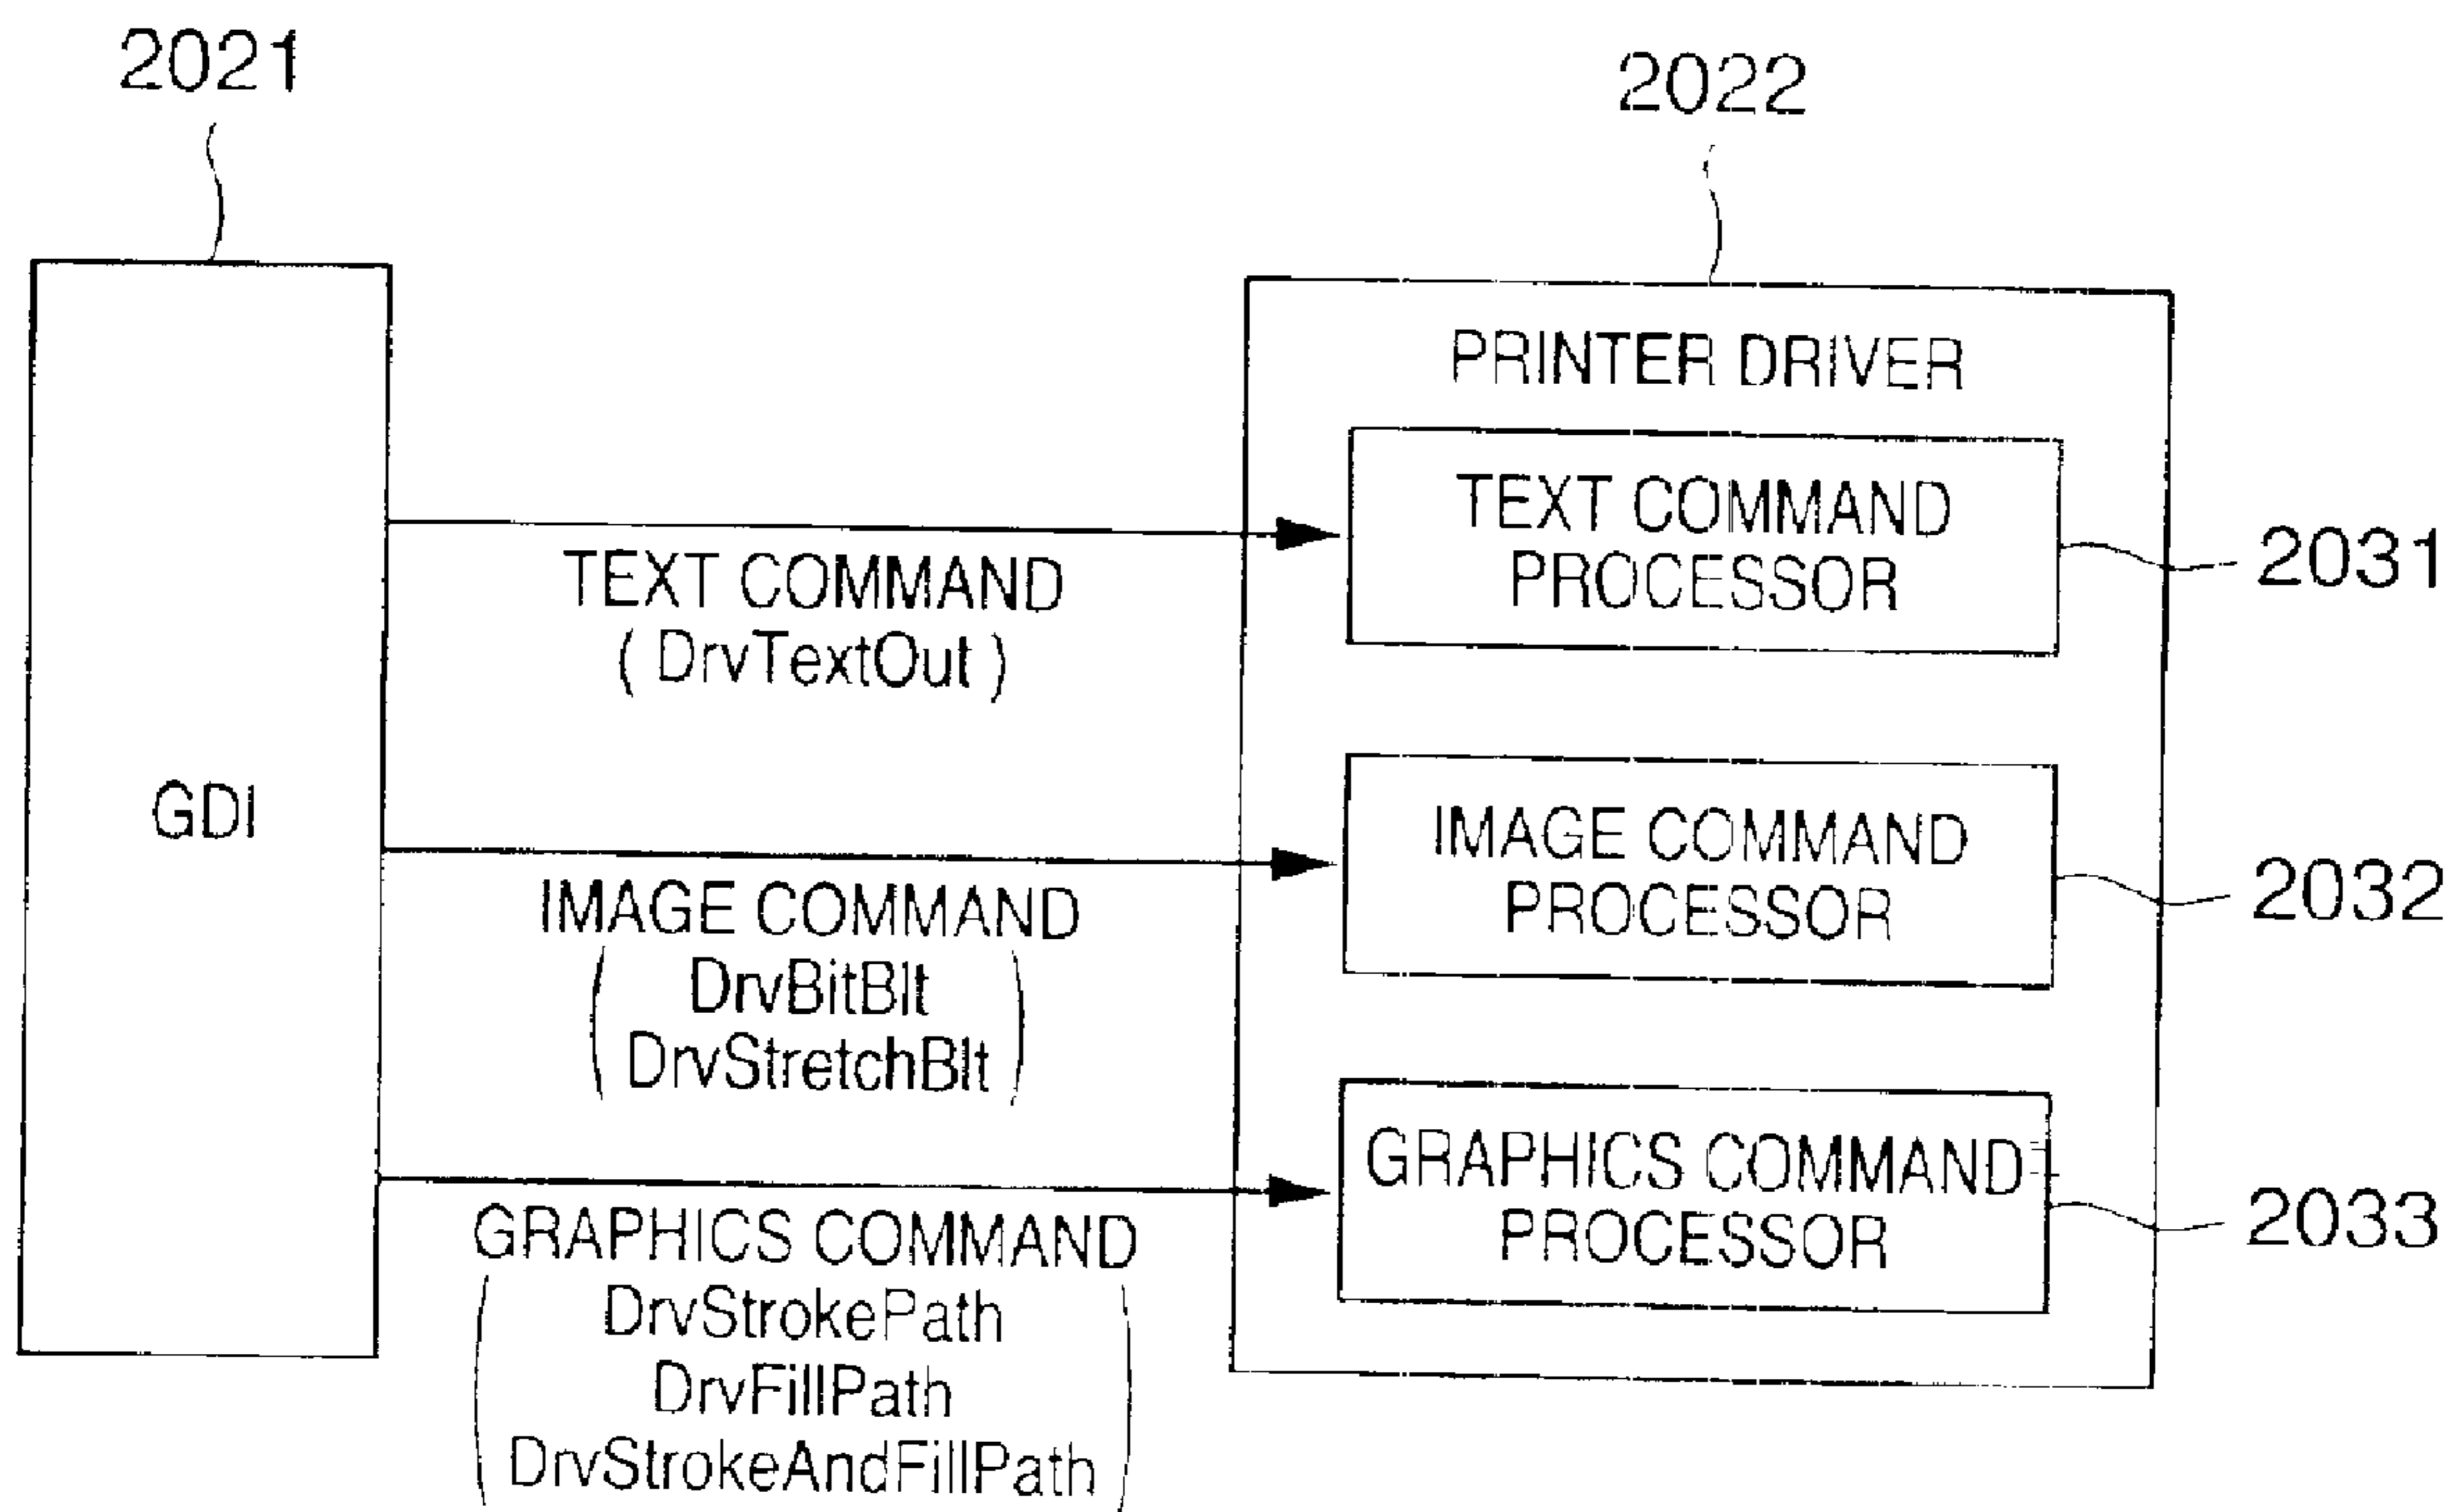 2021
2022
PRINTER DRIVER
TEXT COMMAND
PROCESSOR
2031
TEXT COMMAND
( DrvTextOut )
GDI
IMAGE COMMAND
PROCESSOR
2032
IMAGE COMMAND
( DrvBitBlt
DrvStretchBlt )
GRAPHICS COMMAND
PROCESSOR
2033
GRAPHICS COMMAND
( DrvStrokePath
DrvFillPath
DrvStrokeAndFillPath )